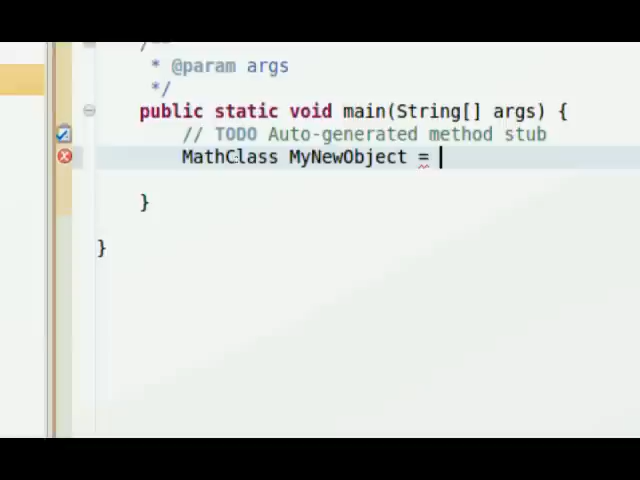 * @param args
*/
public static void main(String[] args) {
// TODO Auto-generated method stub
MathClass MyNewObject =
}
}